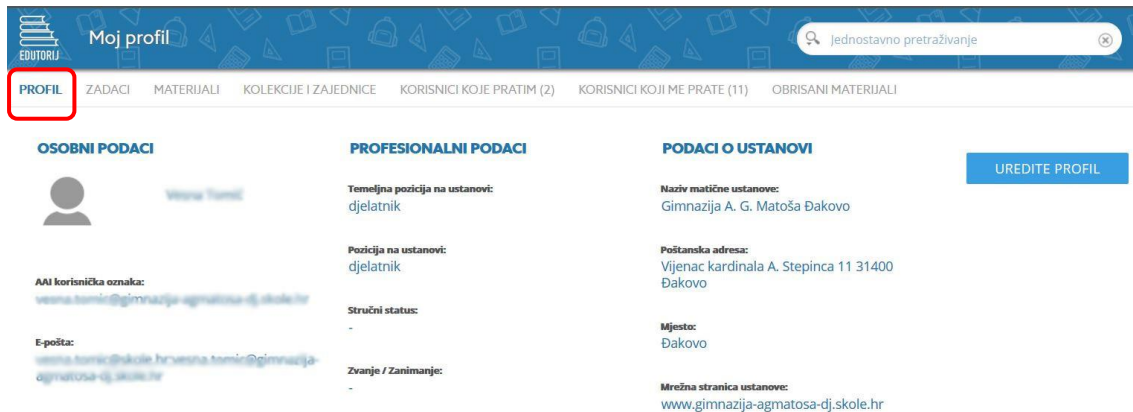 EDUTORIJ
Moj profil
Jednostavno pretraživanje
PROFIL ZADACI MATERIJALI KOLEKCIJE I ZAJEDNICE KORISNICI KOJE PRATIM (2) KORISNICI KOJI ME PRATE (11) OBRISANI MATERIJALI
OSOBNI PODACI
AAI korisnička oznaka:
E-pošta:
PROFESIONALNI PODACI
Temeljna pozicija na ustanovi:
djelatnik
Pozicija na ustanovi:
djelatnik
Stručni status:
-
Zvanje / Zanimanje:
-
PODACI O USTANOVI
Naziv matične ustanove:
Gimnazija A. G. Matoša Đakovo
Poštanska adresa:
Vijenac kardinala A. Stepinca 11 31400
Đakovo
Mjesto:
Đakovo
Mrežna stranica ustanove:
www.gimnazija-agmatosa-dj.skole.hr
UREDITE PROFIL